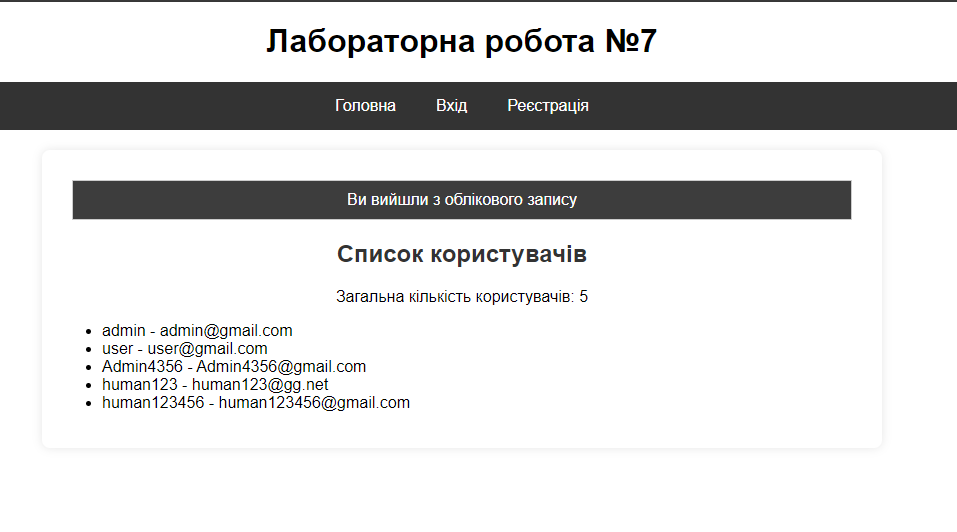 Лабораторна робота №7
Головна Вхід Реєстрація
Ви вийшли з облікового запису
Список користувачів
Загальна кількість користувачів: 5
admin - admin@gmail.com
user - user@gmail.com
Admin4356 - Admin4356@gmail.com
human123 - human123@gg.net
human123456 - human123456@gmail.com